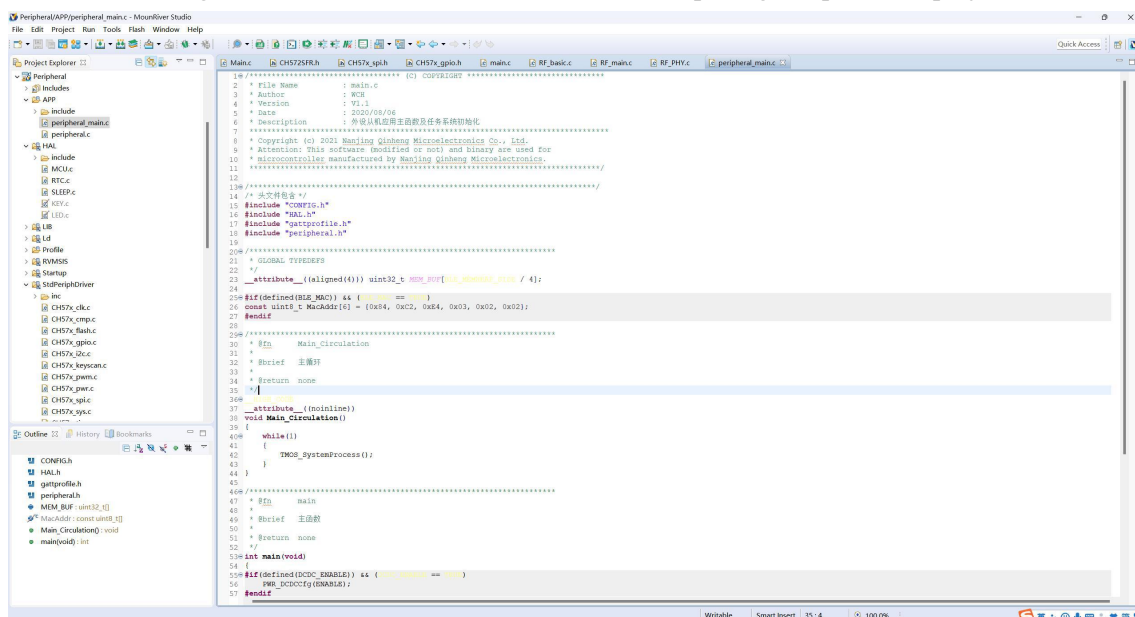 Peripheral/APP/peripheral_main.c - MounRiver Studio
File Edit Project Run Tools Flash Window Help
Quick Access
Project Explorer
Peripheral
Includes
APP
include
peripheral_main.c
peripheral.c
HAL
include
MCU.c
RTC.c
SLEEP.c
KEY.c
LED.c
LIB
Ld
Profile
RVMSIS
Startup
StdPeriphDriver
inc
CH57x_clk.c
CH57x_cmp.c
CH57x_flash.c
CH57x_gpio.c
CH57x_i2c.c
CH57x_keyscan.c
CH57x_pwm.c
CH57x_pwr.c
CH57x_spi.c
CH57x_sys.c
Outline History Bookmarks
CONFIG.h
HAL.h
gattprofile.h
peripheral.h
MEM_BUF : uint32_t[]
MacAddr : const uint8_t[]
Main_Circulation() : void
main(void) : int
Main.c CH572SFR.h CH57x_spi.h CH57x_gpio.h main.c RF_basic.c RF_main.c RF_PHY.c peripheral_main.c
1 /********************************** (C) COPYRIGHT *******************************
2 * File Name : main.c
3 * Author : WCH
4 * Version : V1.1
5 * Date : 2020/08/06
6 * Description : 外设从机应用主函数及任务系统初始化
7 *********************************************************************************
8 * Copyright (c) 2021 Nanjing Qinheng Microelectronics Co., Ltd.
9 * Attention: This software (modified or not) and binary are used for
10 * microcontroller manufactured by Nanjing Qinheng Microelectronics.
11 *******************************************************************************/
12
13 /******************************************************************************/
14 /* 头文件包含 */
15 #include "CONFIG.h"
16 #include "HAL.h"
17 #include "gattprofile.h"
18 #include "peripheral.h"
19
20 /*********************************************************************
21 * GLOBAL TYPEDEFS
22 */
23 __attribute__((aligned(4))) uint32_t MEM_BUF[ / 4];
24
25 #if(defined(BLE_MAC)) && ( == )
26 const uint8_t MacAddr[6] = {0x84, 0xC2, 0xE4, 0x03, 0x02, 0x02};
27 #endif
28
29 /*********************************************************************
30 * @fn Main_Circulation
31 *
32 * @brief 主循环
33 *
34 * @return none
35 */
36
37 __attribute__((noinline))
38 void Main_Circulation()
39 {
40 while(1)
41 {
42 TMOS_SystemProcess();
43 }
44 }
45
46 /*********************************************************************
47 * @fn main
48 *
49 * @brief 主函数
50 *
51 * @return none
52 */
53 int main(void)
54 {
55 #if(defined(DCDC_ENABLE)) && ( == )
56 PWR_DCDCCfg(ENABLE);
57 #endif
Writable Smart Insert 35 : 4 100.0%